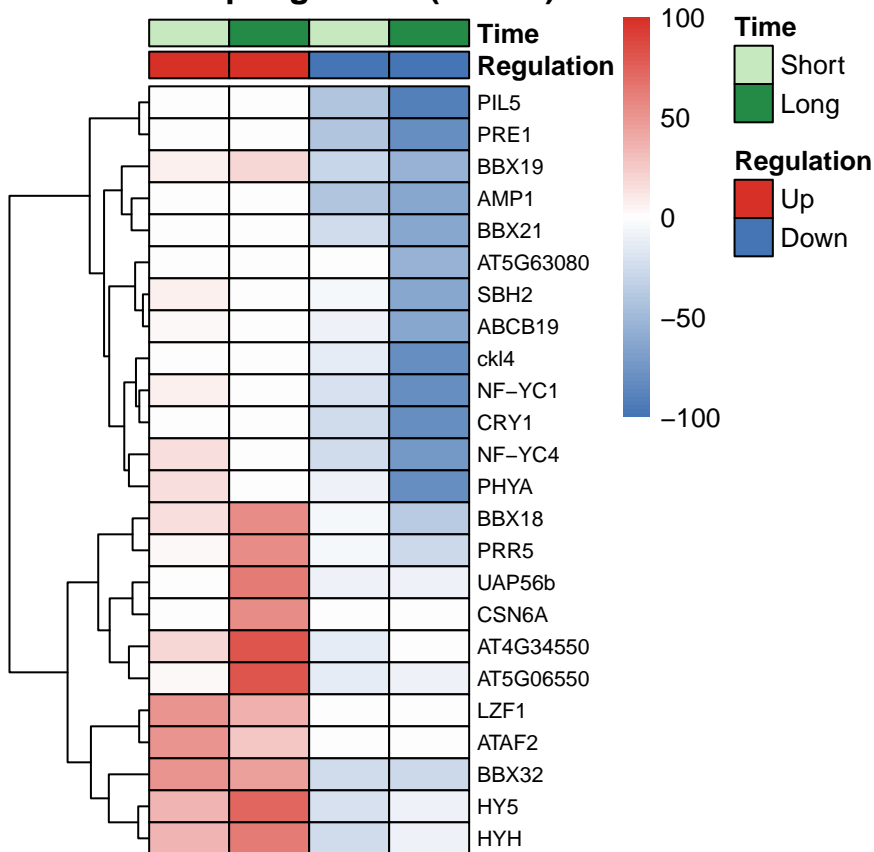 Time
Regulation
PIL5
PRE1
BBX19
AMP1
BBX21
AT5G63080
SBH2
ABCB19
ckl4
NF−YC1
CRY1
NF−YC4
PHYA
BBX18
PRR5
UAP56b
CSN6A
AT4G34550
AT5G06550
LZF1
ATAF2
BBX32
HY5
HYH
100
50
0
−50
−100
Time
Short
Long
Regulation
Up
Down